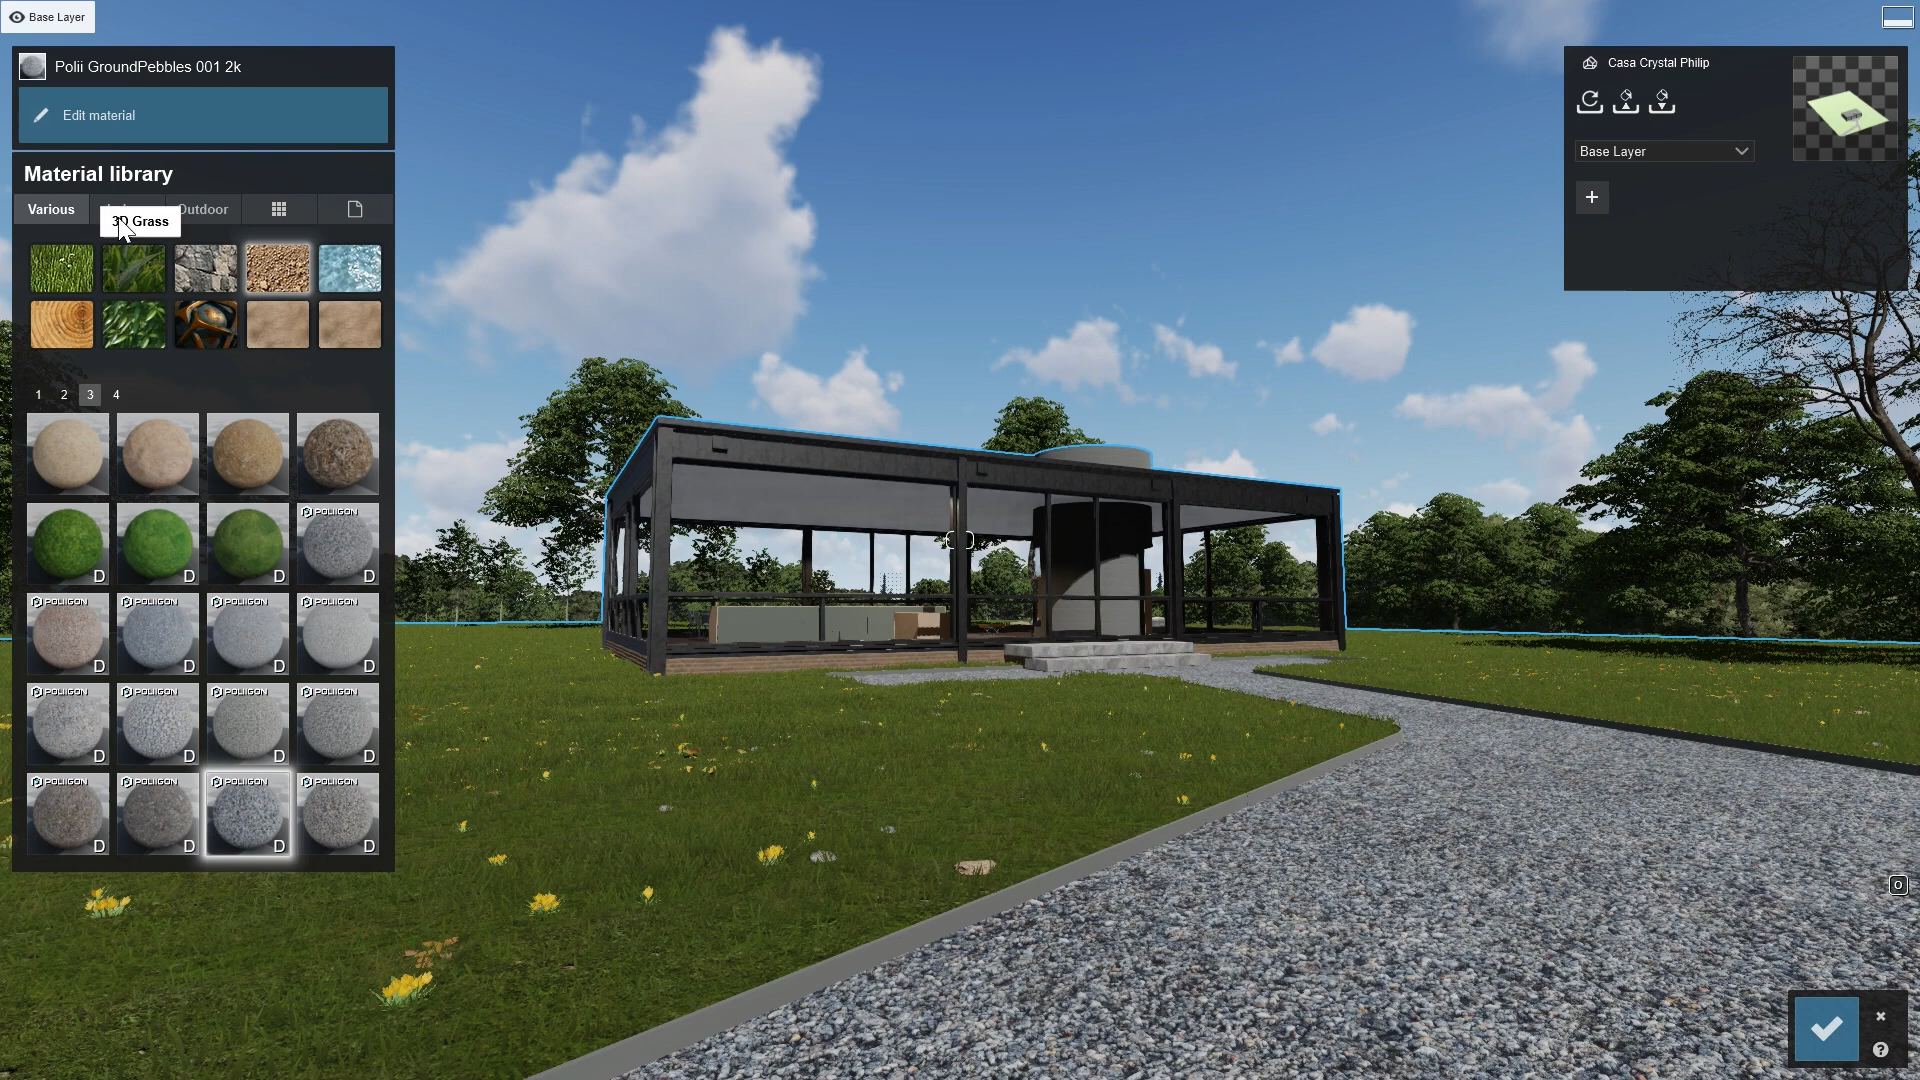 Base Layer
Polii GroundPebbles 001 2k
Edit material
Casa Crystal Philip
Base Layer
+
Material library
Various
Outdoor
3D Grass
1 2 3 4
POLIIGON
D D D D
POLIIGON POLIIGON POLIIGON POLIIGON
D D D D
POLIIGON POLIIGON POLIIGON POLIIGON
D D D D
POLIIGON POLIIGON POLIIGON POLIIGON
D D D D
O
?